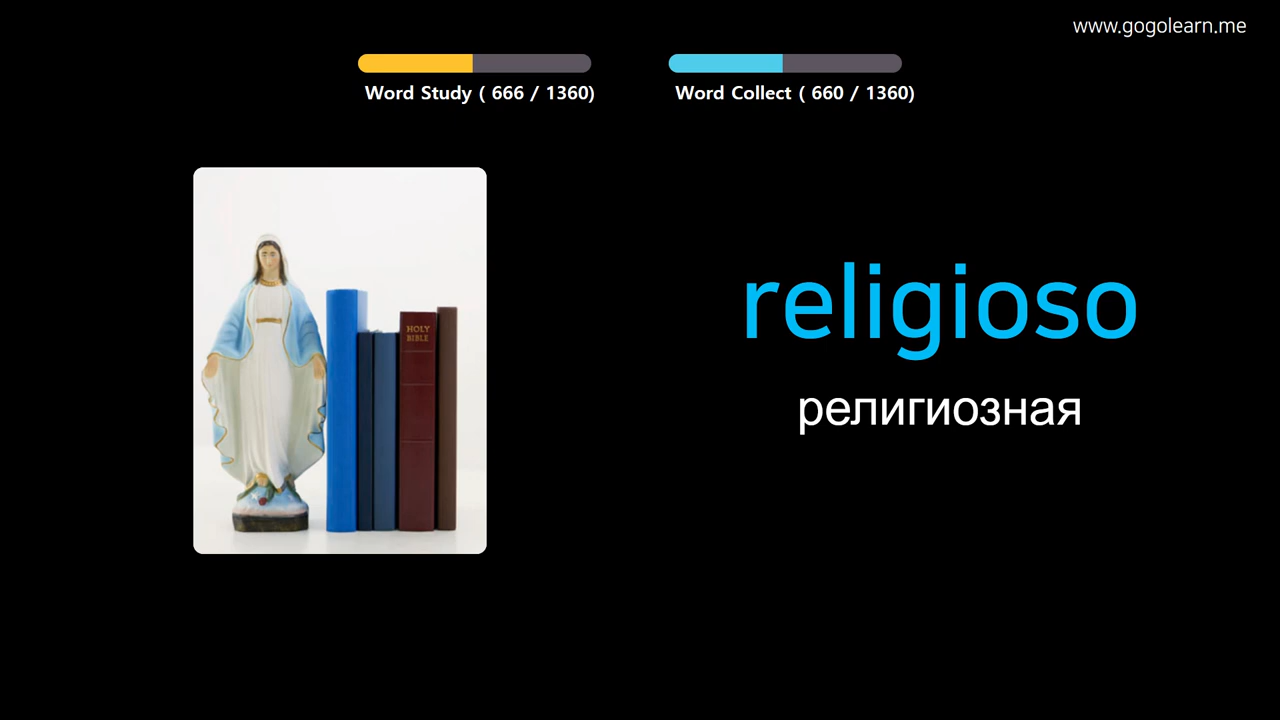 www.gogolearn.me
Word Study ( 666 / 1360)
Word Collect ( 660 / 1360)
HOLY
BIBLE
religioso
религиозная